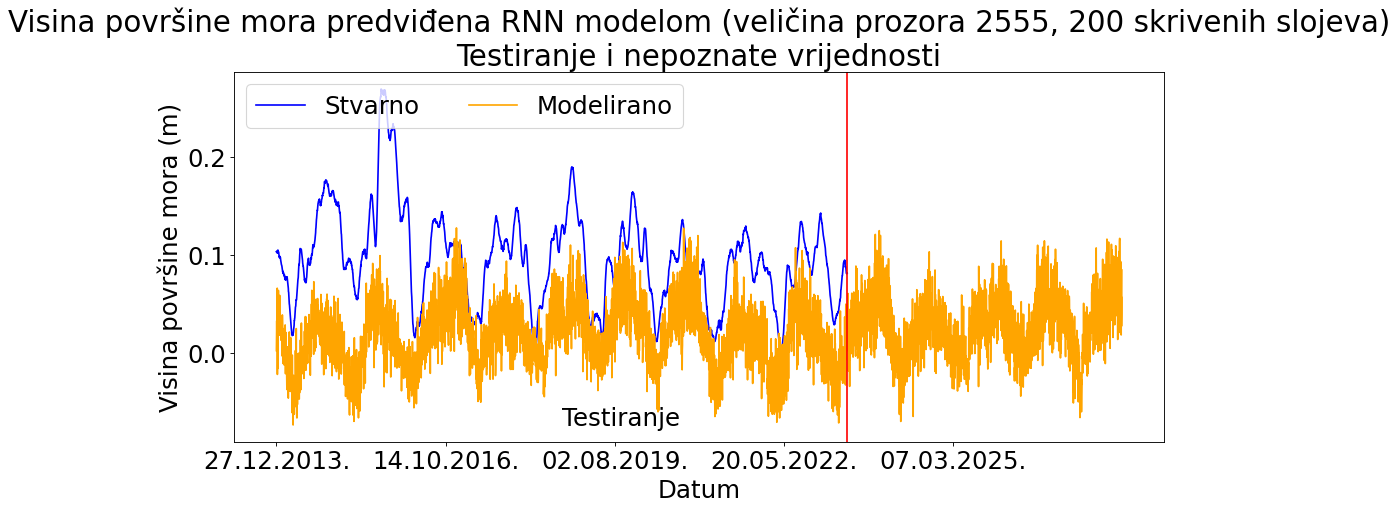 Visina površine mora predviđena RNN modelom (veličina prozora 2555, 200 skrivenih slojeva)
Testiranje i nepoznate vrijednosti
Stvarno
Modelirano
Visina površine mora (m)
0.2
0.1
0.0
Testiranje
27.12.2013.
14.10.2016.
02.08.2019.
20.05.2022.
07.03.2025.
Datum